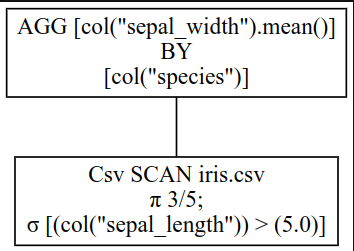 AGG [col("sepal_width").mean()]
BY
[col("species")]
Csv SCAN iris.csv
π 3/5;
σ [(col("sepal_length")) > (5.0)]